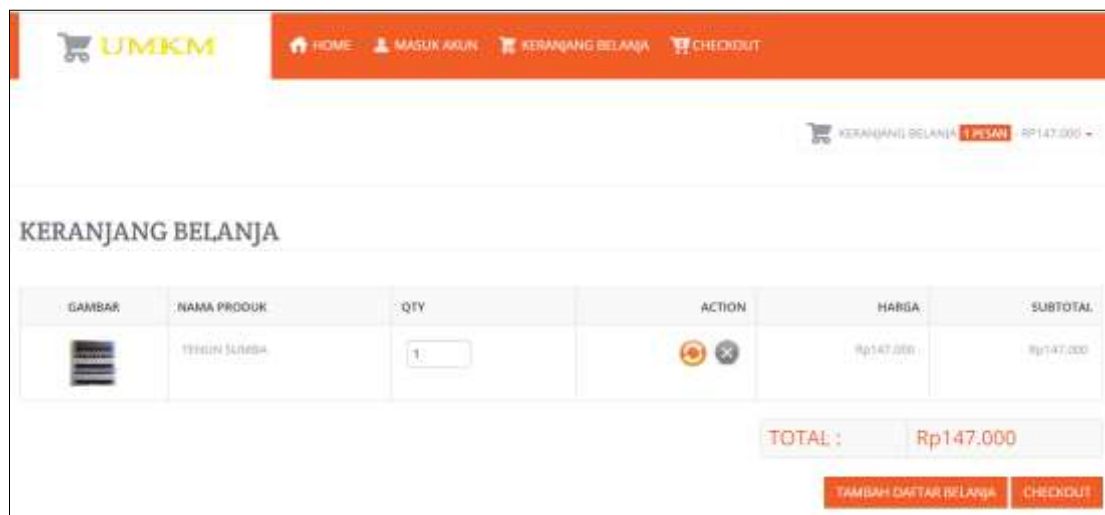 UMKM
HOME MASUK AKUN KERANJANG BELANJA CHECKOUT
KERANJANG BELANJA 1 PESAN RP147.000
KERANJANG BELANJA
GAMBAR NAMA PRODUK QTY ACTION HARGA SUBTOTAL
TENUN SUMBA 1 Rp147.000 Rp147.000
TOTAL : Rp147.000
TAMBAH DAFTAR BELANJA CHECKOUT